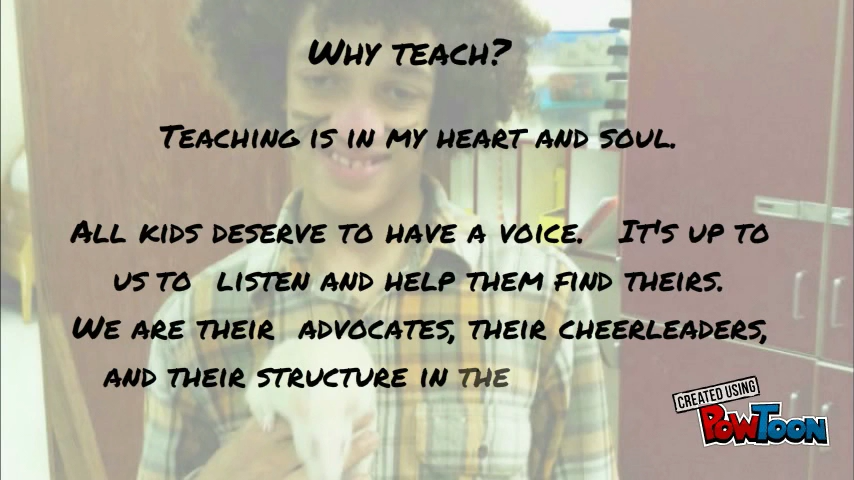 Why teach?
Teaching is in my heart and soul.
All kids deserve to have a voice. It's up to
us to listen and help them find theirs.
We are their advocates, their cheerleaders,
and their structure in the
CREATED USING
POWTOON